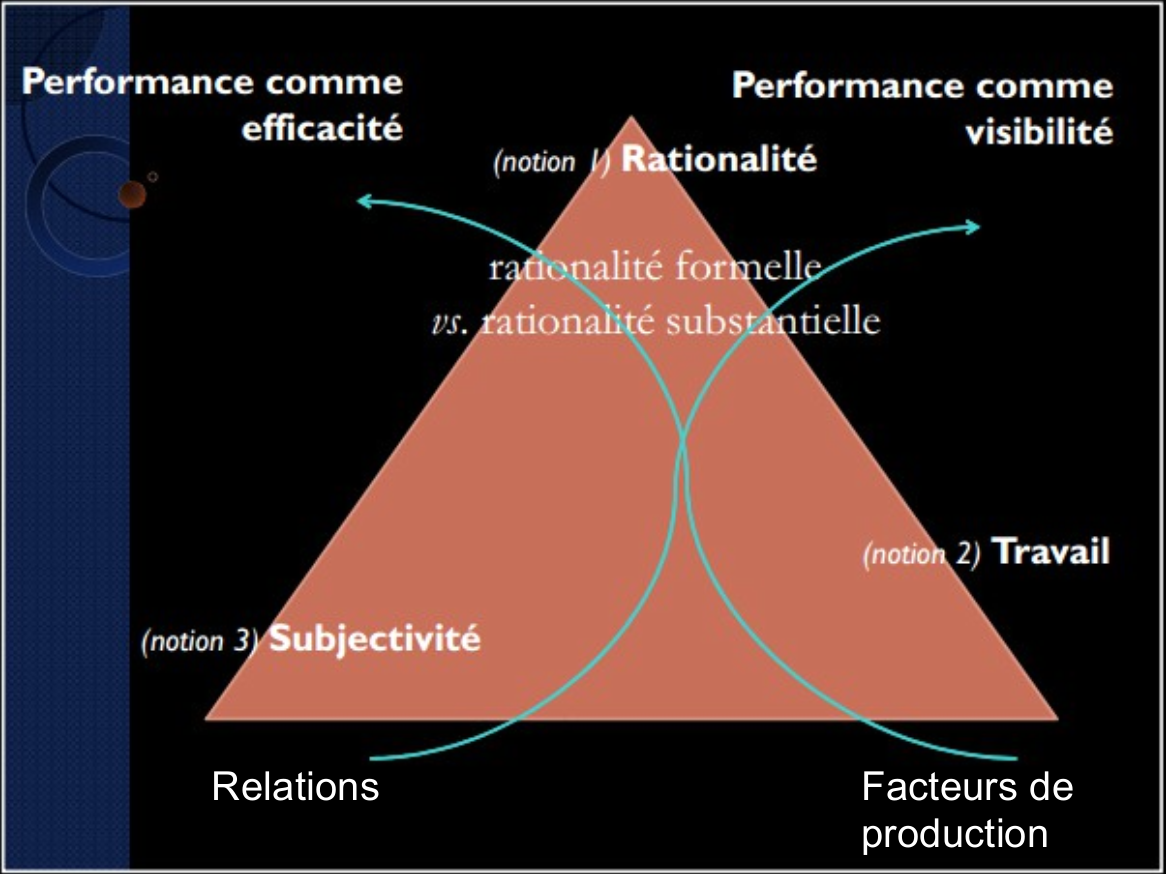 Performance comme
efficacité
Performance comme
visibilité
(notion 1) Rationalité
rationalité formelle
vs. rationalité substantielle
(notion 2) Travail
(notion 3) Subjectivité
Relations
Facteurs de
production